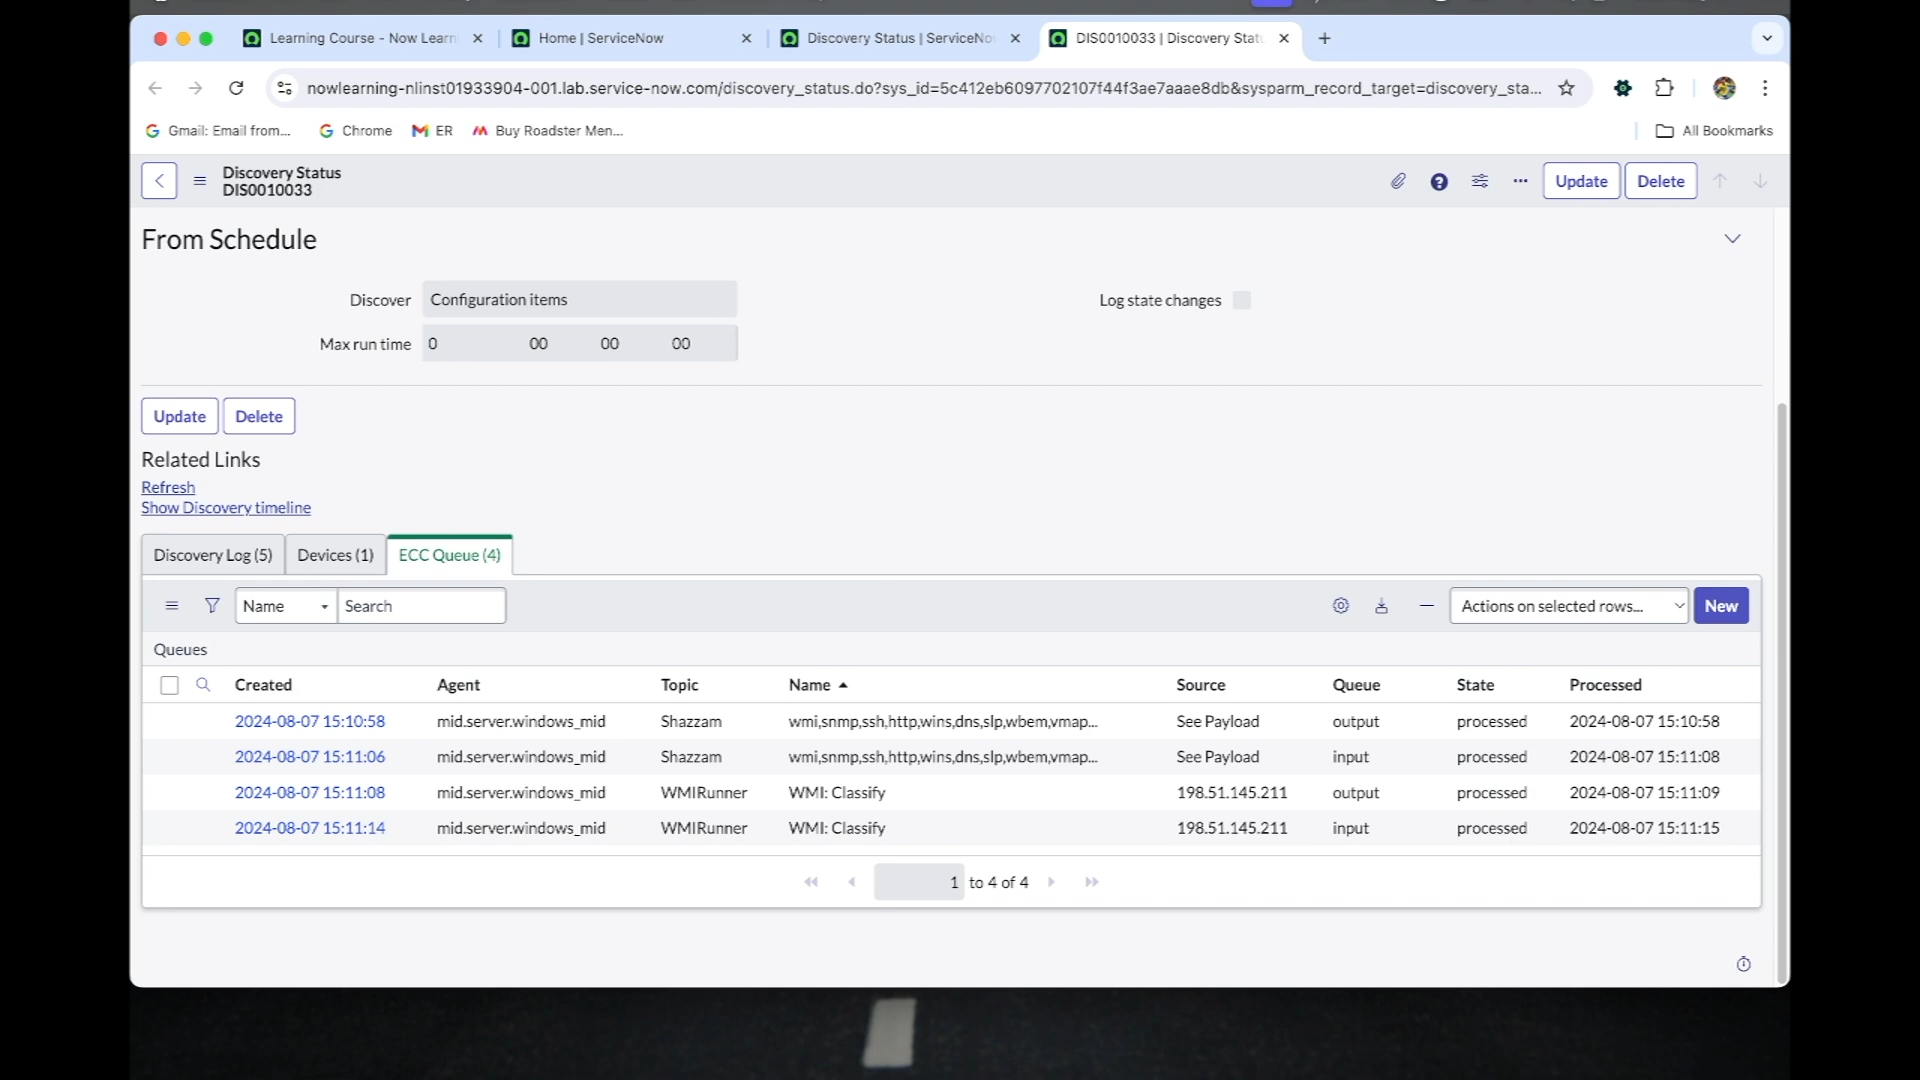 Learning Course - Now Learn
Home | ServiceNow
Discovery Status | ServiceNo
DIS0010033 | Discovery Stat
nowlearning-nlinst01933904-001.lab.service-now.com/discovery_status.do?sys_id=5c412eb6097702107f44f3ae7aaae8db&sysparm_record_target=discovery_sta...
Gmail: Email from...
Chrome
ER
Buy Roadster Men...
All Bookmarks
Discovery Status
DIS0010033
Update
Delete
From Schedule
Discover Configuration items
Log state changes
Max run time 0 00 00 00
Update Delete
Related Links
Refresh
Show Discovery timeline
Discovery Log (5) Devices (1) ECC Queue (4)
Name Search Actions on selected rows... New
Queues
Created Agent Topic Name Source Queue State Processed
2024-08-07 15:10:58 mid.server.windows_mid Shazzam wmi,snmp,ssh,http,wins,dns,slp,wbem,vmap... See Payload output processed 2024-08-07 15:10:58
2024-08-07 15:11:06 mid.server.windows_mid Shazzam wmi,snmp,ssh,http,wins,dns,slp,wbem,vmap... See Payload input processed 2024-08-07 15:11:08
2024-08-07 15:11:08 mid.server.windows_mid WMIRunner WMI: Classify 198.51.145.211 output processed 2024-08-07 15:11:09
2024-08-07 15:11:14 mid.server.windows_mid WMIRunner WMI: Classify 198.51.145.211 input processed 2024-08-07 15:11:15
1 to 4 of 4